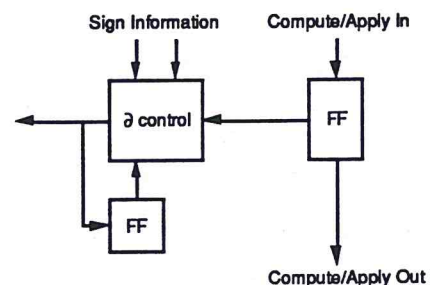 Sign Information
Compute/Apply In
∂ control
FF
FF
Compute/Apply Out